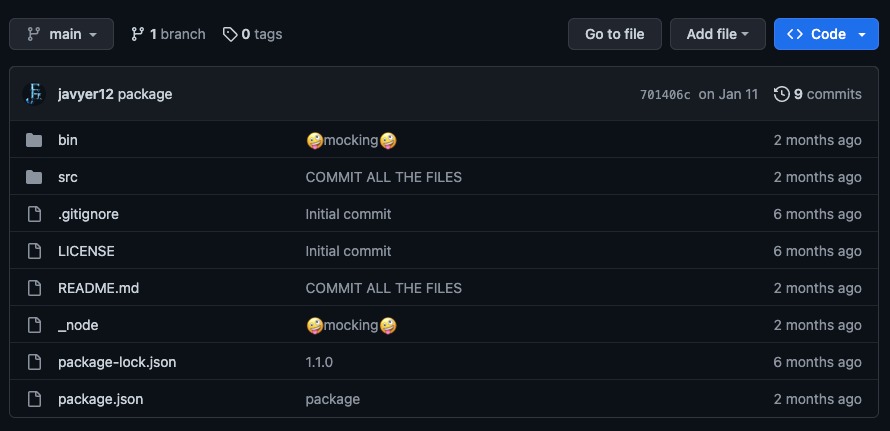 main 1 branch 0 tags Go to file Add file Code
javyer12 package 701406c on Jan 11 9 commits
bin 🤪mocking🤪 2 months ago
src COMMIT ALL THE FILES 2 months ago
.gitignore Initial commit 6 months ago
LICENSE Initial commit 6 months ago
README.md COMMIT ALL THE FILES 2 months ago
_node 🤪mocking🤪 2 months ago
package-lock.json 1.1.0 6 months ago
package.json package 2 months ago